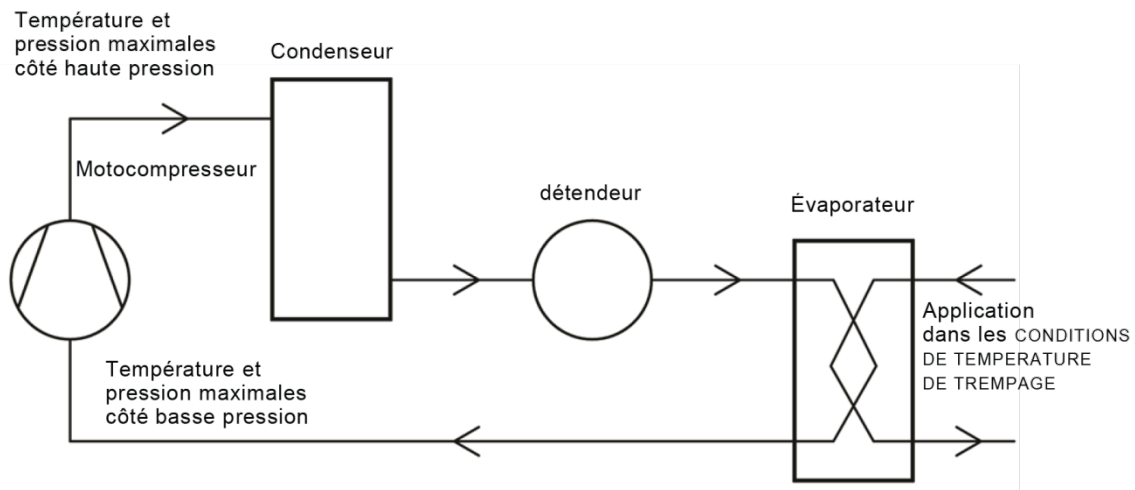 Température et
pression maximales
côté haute pression
Condenseur
Motocompresseur
détendeur
Évaporateur
Application
dans les CONDITIONS
DE TEMPERATURE
DE TREMPAGE
Température et
pression maximales
côté basse pression